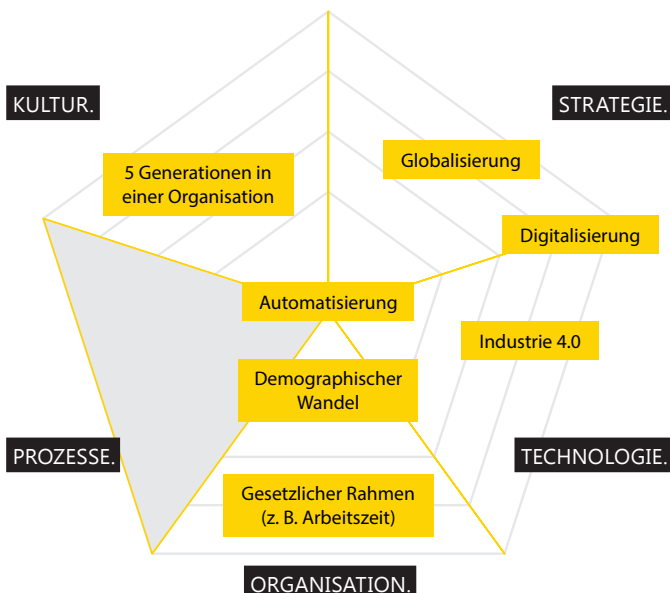 KULTUR.
STRATEGIE.
Globalisierung
5 Generationen in
einer Organisation
Digitalisierung
Automatisierung
Industrie 4.0
Demographischer
Wandel
PROZESSE.
TECHNOLOGIE.
Gesetzlicher Rahmen
(z. B. Arbeitszeit)
ORGANISATION.